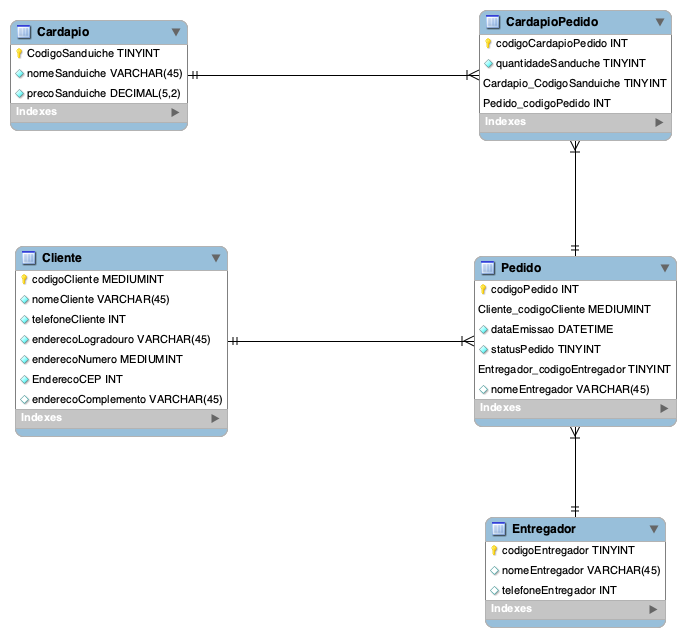 Cardapio
CodigoSanduiche TINYINT
nomeSanduiche VARCHAR(45)
precoSanduiche DECIMAL(5,2)
Indexes
CardapioPedido
codigoCardapioPedido INT
quantidadeSanduche TINYINT
Cardapio_CodigoSanduiche TINYINT
Pedido_codigoPedido INT
Indexes
Cliente
codigoCliente MEDIUMINT
nomeCliente VARCHAR(45)
telefoneCliente INT
enderecoLogradouro VARCHAR(45)
enderecoNumero MEDIUMINT
EnderecoCEP INT
enderecoComplemento VARCHAR(45)
Indexes
Pedido
codigoPedido INT
Cliente_codigoCliente MEDIUMINT
dataEmissao DATETIME
statusPedido TINYINT
Entregador_codigoEntregador TINYINT
nomeEntregador VARCHAR(45)
Indexes
Entregador
codigoEntregador TINYINT
nomeEntregador VARCHAR(45)
telefoneEntregador INT
Indexes